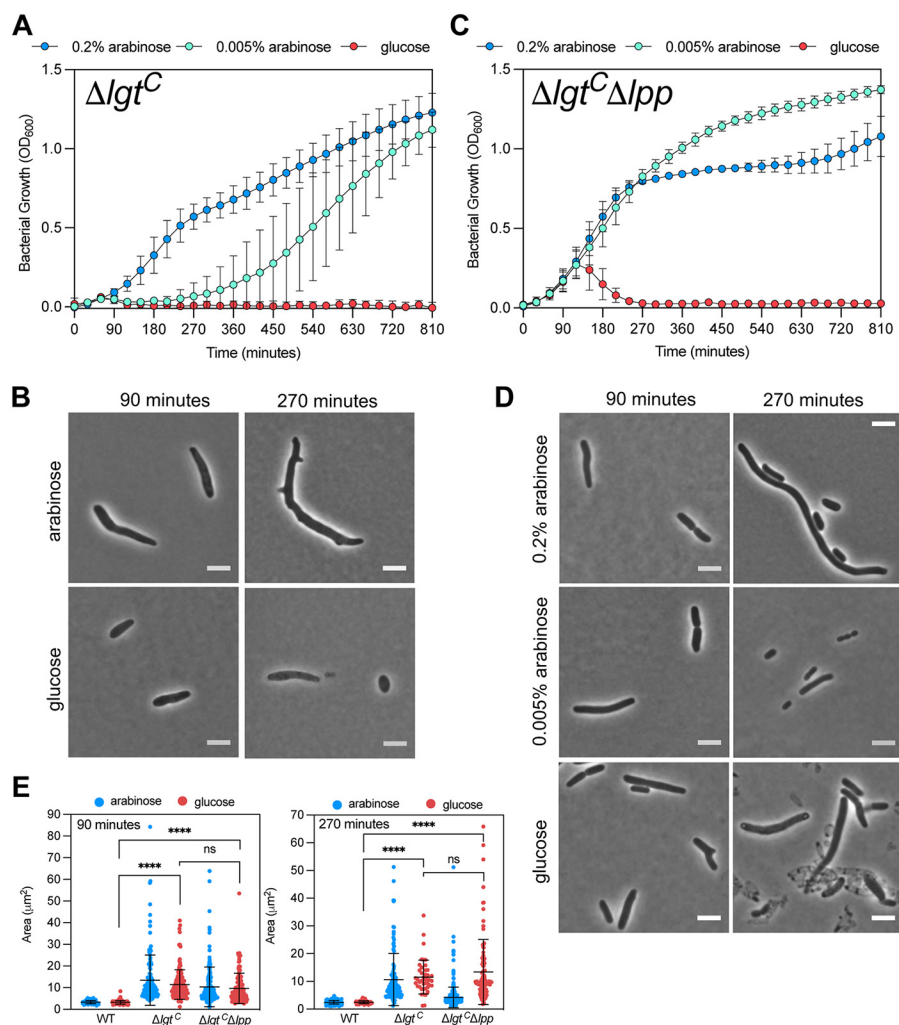 A
0.2% arabinose 0.005% arabinose glucose
ΔlgtC
Bacterial Growth (OD600)
1.5
1.0
0.5
0.0
0 90 180 270 360 450 540 630 720 810
Time (minutes)
C
0.2% arabinose 0.005% arabinose glucose
ΔlgtCΔlpp
Bacterial Growth (OD600)
1.5
1.0
0.5
0.0
0 90 180 270 360 450 540 630 720 810
Time (minutes)
B
90 minutes 270 minutes
arabinose
glucose
D
90 minutes 270 minutes
0.2% arabinose
0.005% arabinose
glucose
E
arabinose glucose
90 minutes
****
ns
****
Area (μm2)
90
80
70
60
50
40
30
20
10
0
WT ΔlgtC ΔlgtCΔlpp
arabinose glucose
270 minutes
****
****
ns
Area (μm2)
70
60
50
40
30
20
10
0
WT ΔlgtC ΔlgtCΔlpp